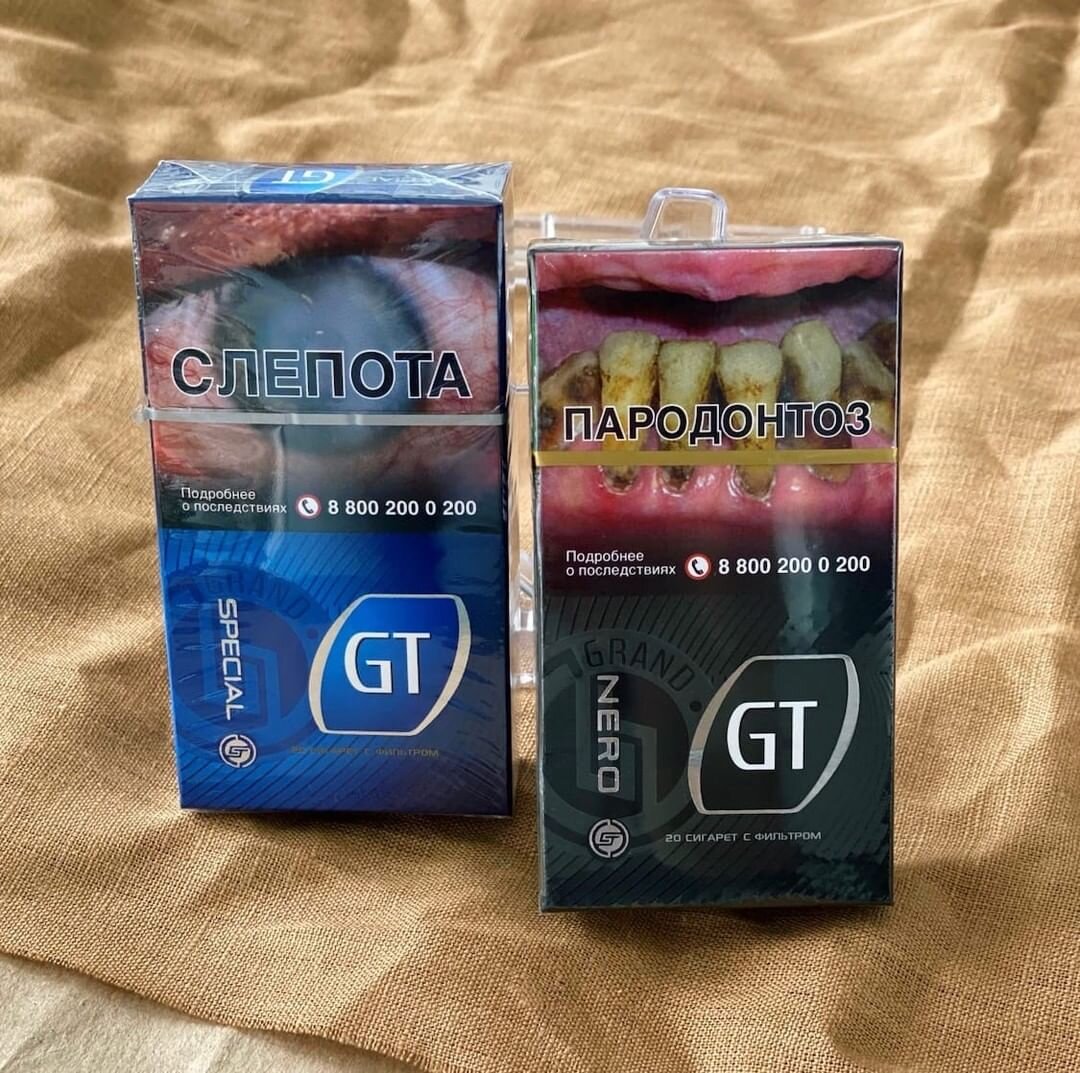 GT
СЛЕПОТА
Подробнее
о последствиях
8 800 200 0 200
GRAND
SPECIAL
GT
20 СИГАРЕТ С ФИЛЬТРОМ
ПАРОДОНТОЗ
Подробнее
о последствиях
8 800 200 0 200
GRAND
NERO
GT
20 СИГАРЕТ С ФИЛЬТРОМ